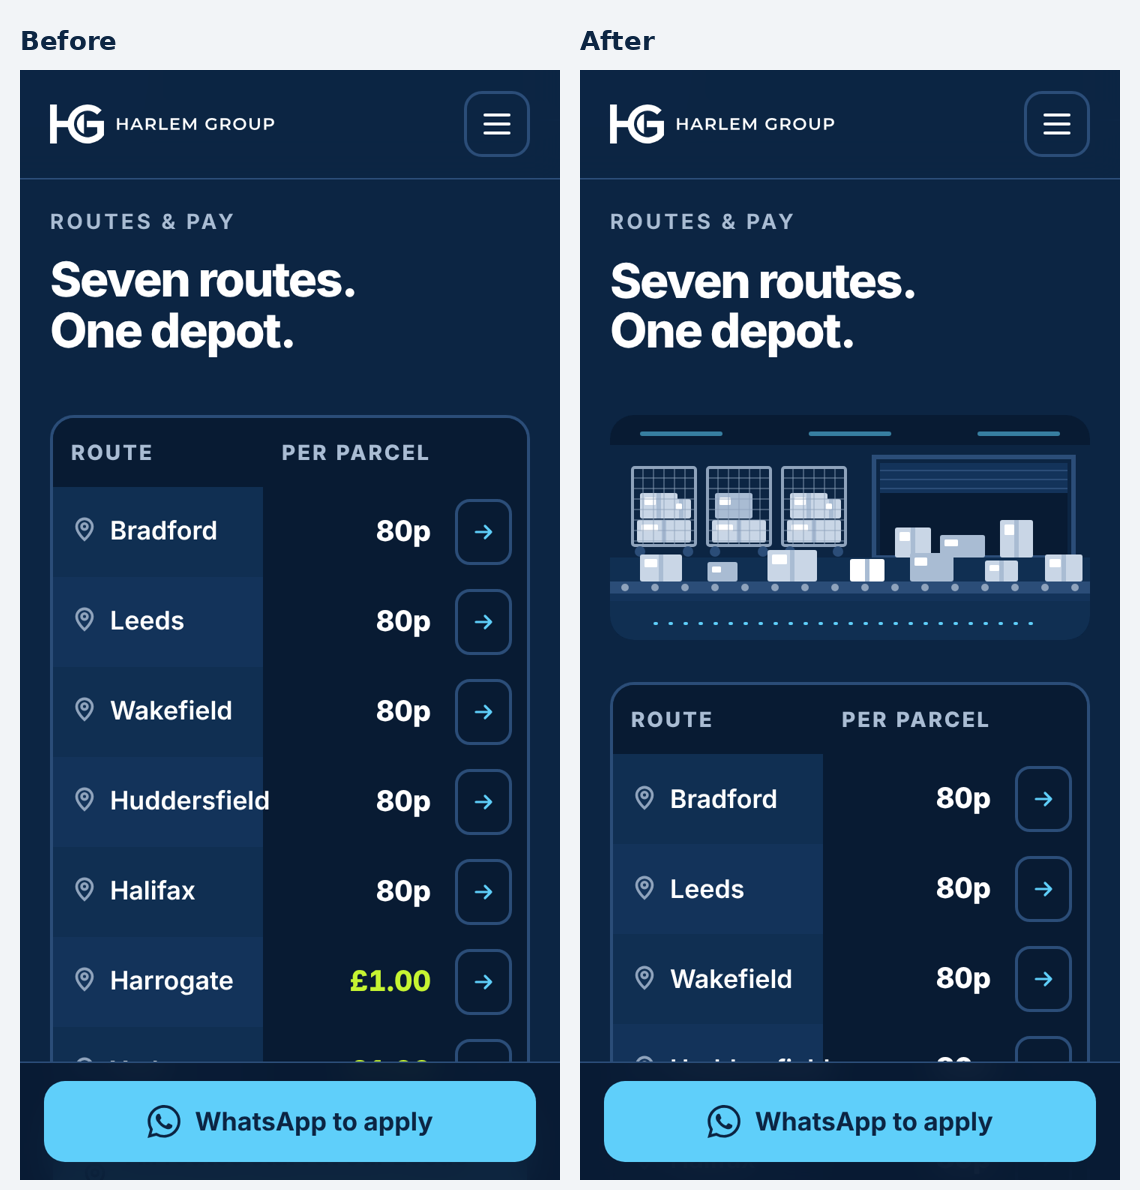 Before
HG HARLEM GROUP
ROUTES & PAY
Seven routes.
One depot.
ROUTE PER PARCEL
Bradford 80p
Leeds 80p
Wakefield 80p
Huddersfield 80p
Halifax 80p
Harrogate £1.00
WhatsApp to apply
After
HG HARLEM GROUP
ROUTES & PAY
Seven routes.
One depot.
ROUTE PER PARCEL
Bradford 80p
Leeds 80p
Wakefield 80p
WhatsApp to apply